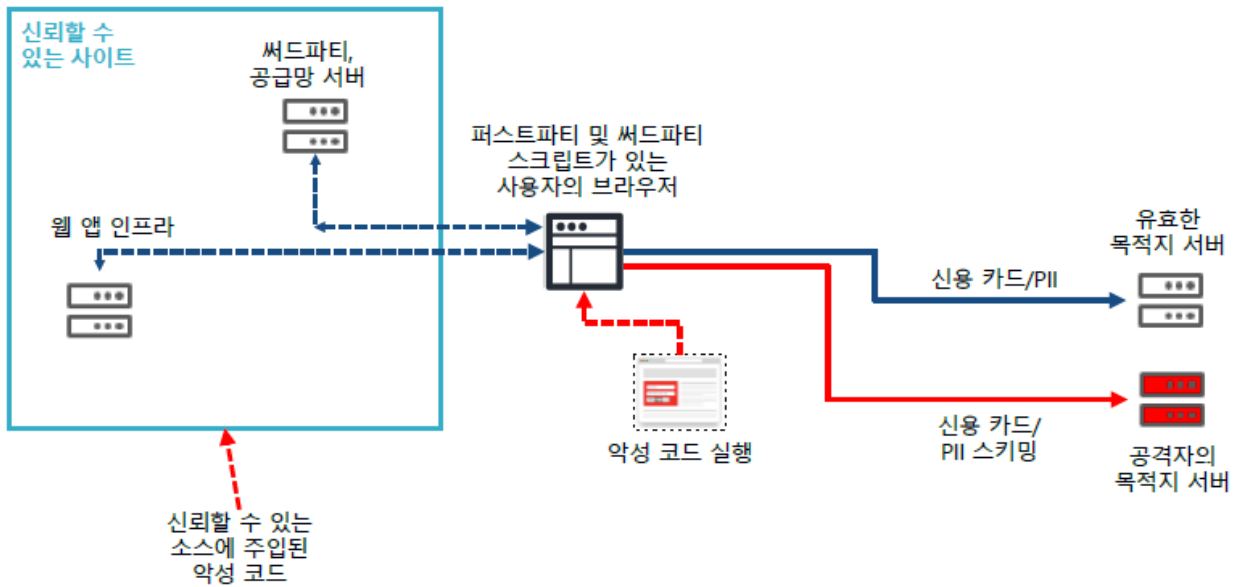 신뢰할 수
있는 사이트
써드파티,
공급망 서버
웹 앱 인프라
퍼스트파티 및 써드파티
스크립트가 있는
사용자의 브라우저
유효한
목적지 서버
신용 카드/PII
악성 코드 실행
신용 카드/
PII 스키밍
공격자의
목적지 서버
신뢰할 수 있는
소스에 주입된
악성 코드